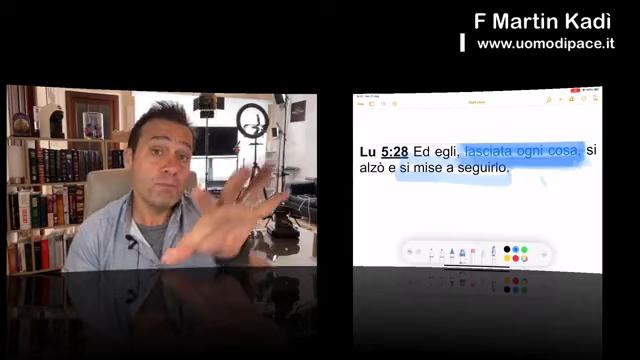 F Martin Kadì
www.uomodipace.it
Lu 5:28 Ed egli, lasciata ogni cosa, si
alzò e si mise a seguirlo.